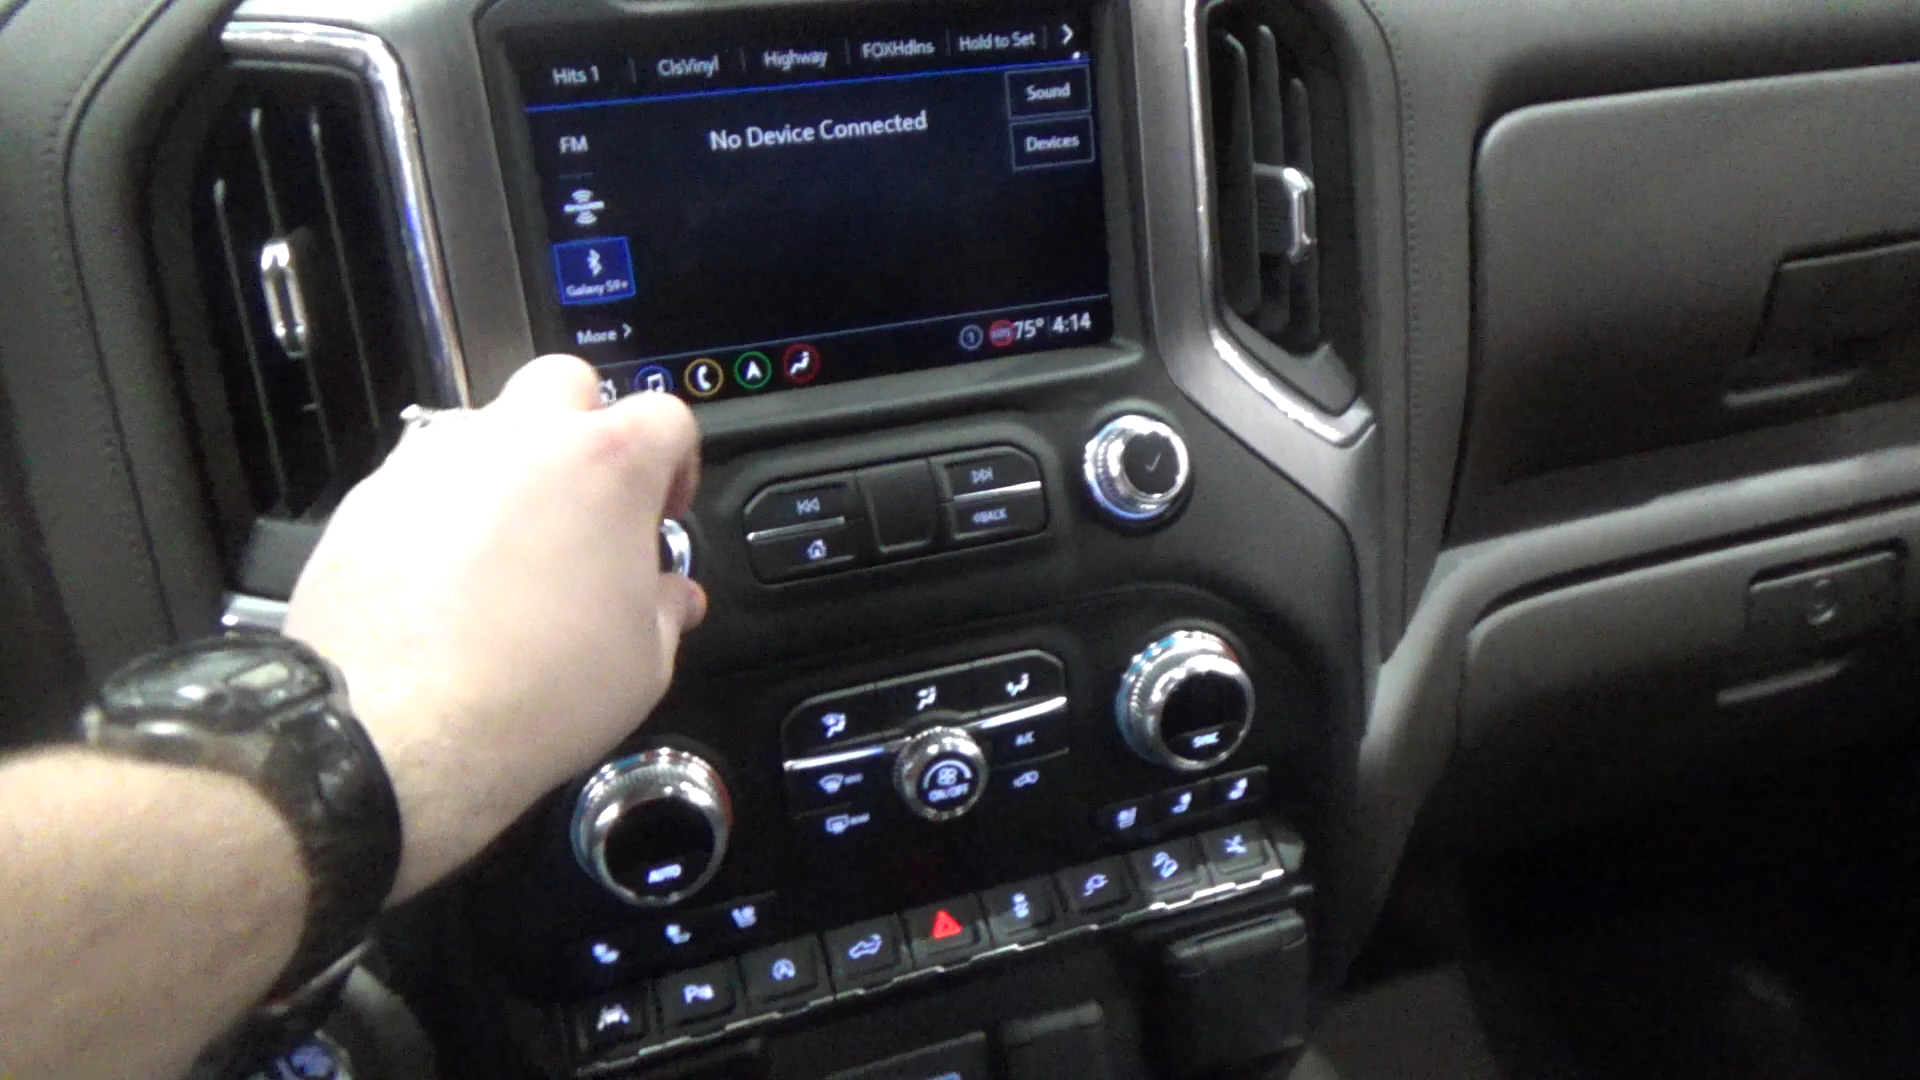 Hits 1
ClsVinyl
Highway
FOXHdlns
Hold to Set
Sound
FM
No Device Connected
Devices
Galaxy S9+
More
1
75° 4:14
BACK
A/C
ON/OFF
SYNC
AUTO